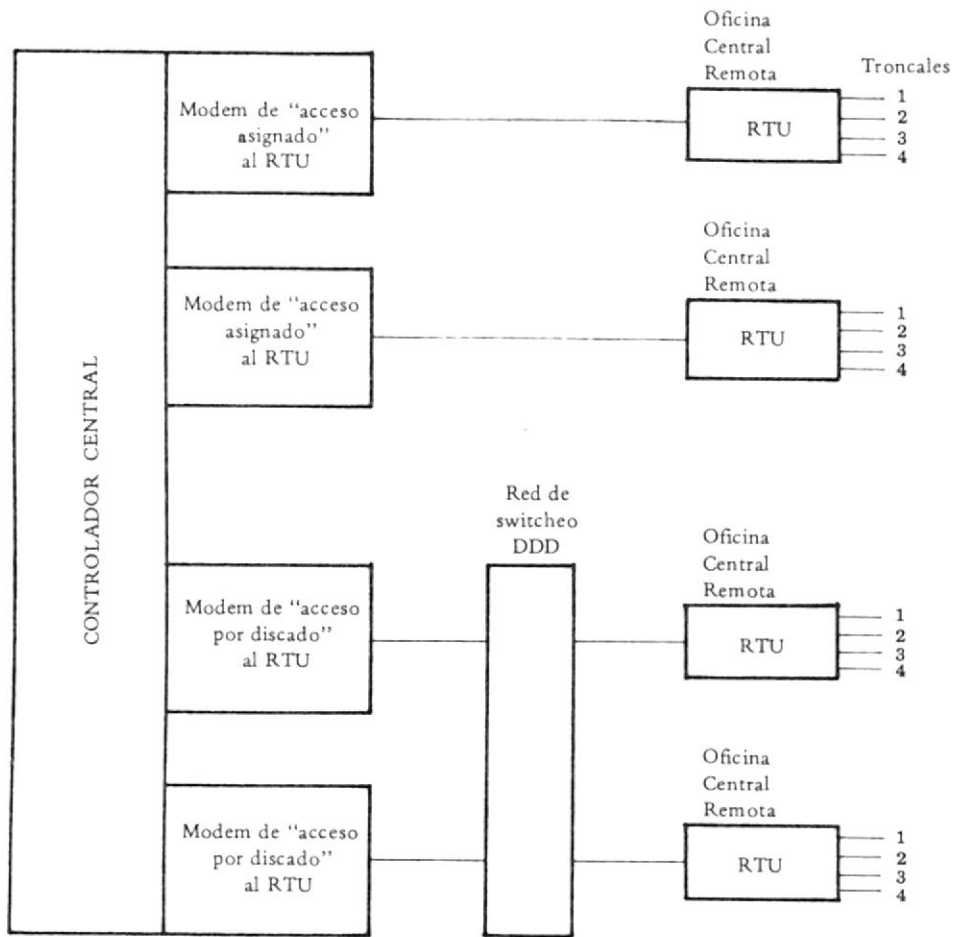 Oficina
Central
Remota
Troncales
Modem de "acceso
asignado"
al RTU
RTU
1
2
3
4
Oficina
Central
Remota
Modem de "acceso
asignado"
al RTU
RTU
1
2
3
4
CONTROLADOR CENTRAL
Red de
switcheo
DDD
Oficina
Central
Remota
Modem de "acceso
por discado"
al RTU
RTU
1
2
3
4
Oficina
Central
Remota
Modem de "acceso
por discado"
al RTU
RTU
1
2
3
4